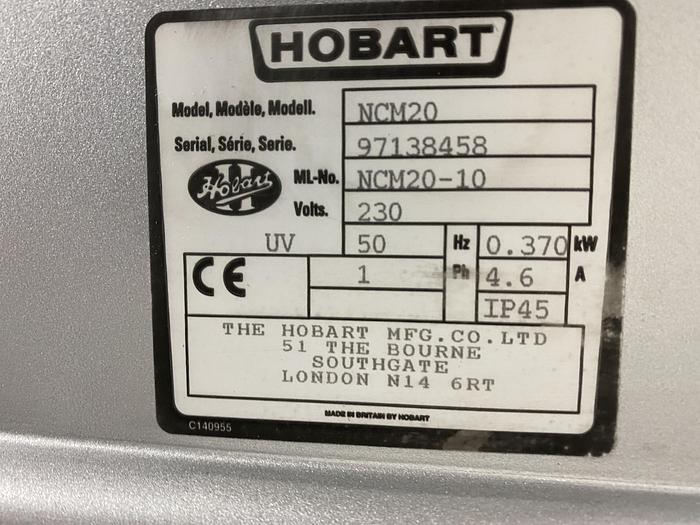 HOBART
Model, Modèle, Modell. NCM20
Serial, Série, Serie. 97138458
Hobart H ML-No. NCM20-10
Volts. 230
UV 50 Hz 0.370 kW
CE 1 Ph 4.6 A
IP45
THE HOBART MFG.CO.LTD
51 THE BOURNE
SOUTHGATE
LONDON N14 6RT
MADE IN BRITAIN BY HOBART
C140955